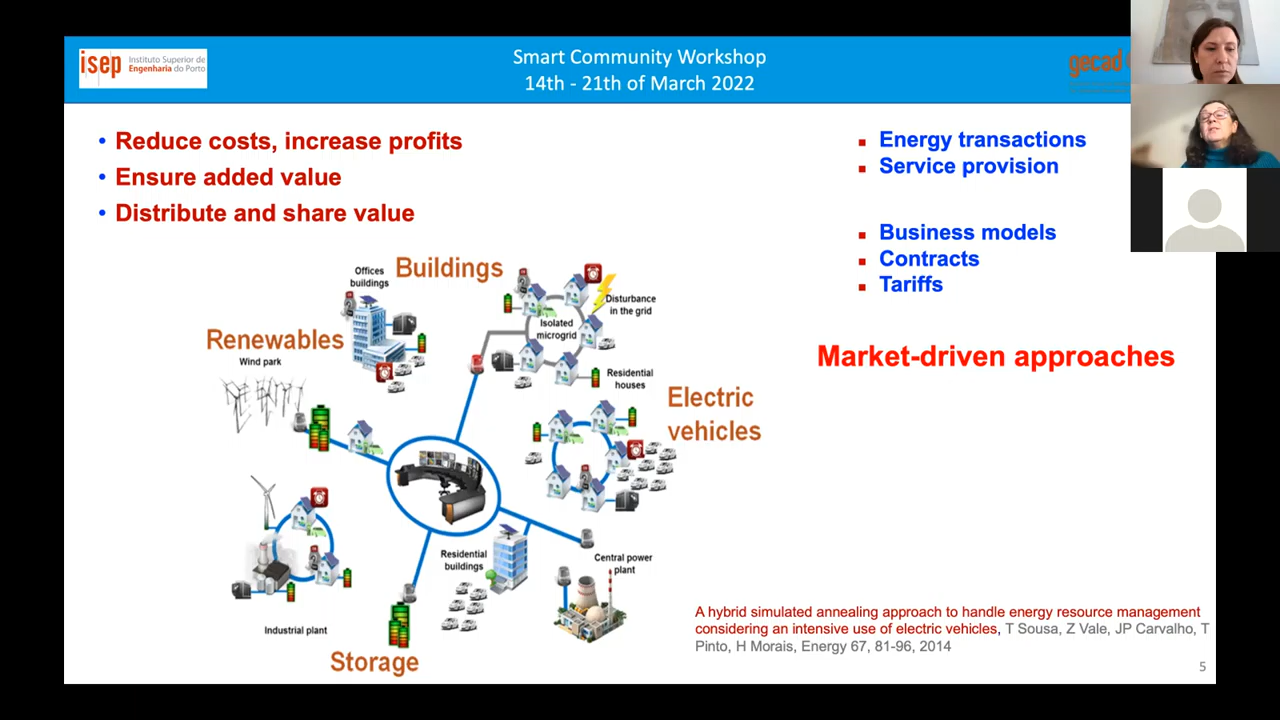 isep Instituto Superior de
Engenharia do Porto
Smart Community Workshop
14th - 21th of March 2022
gecad
• Reduce costs, increase profits
• Ensure added value
• Distribute and share value
Energy transactions
Service provision
Business models
Contracts
Tariffs
Market-driven approaches
Buildings
Offices
buildings
Renewables
Wind park
Isolated
microgrid
Disturbance
in the grid
Residential
houses
Electric
vehicles
Residential
buildings
Central power
plant
Industrial plant
Storage
A hybrid simulated annealing approach to handle energy resource management
considering an intensive use of electric vehicles, T Sousa, Z Vale, JP Carvalho, T
Pinto, H Morais, Energy 67, 81-96, 2014
5